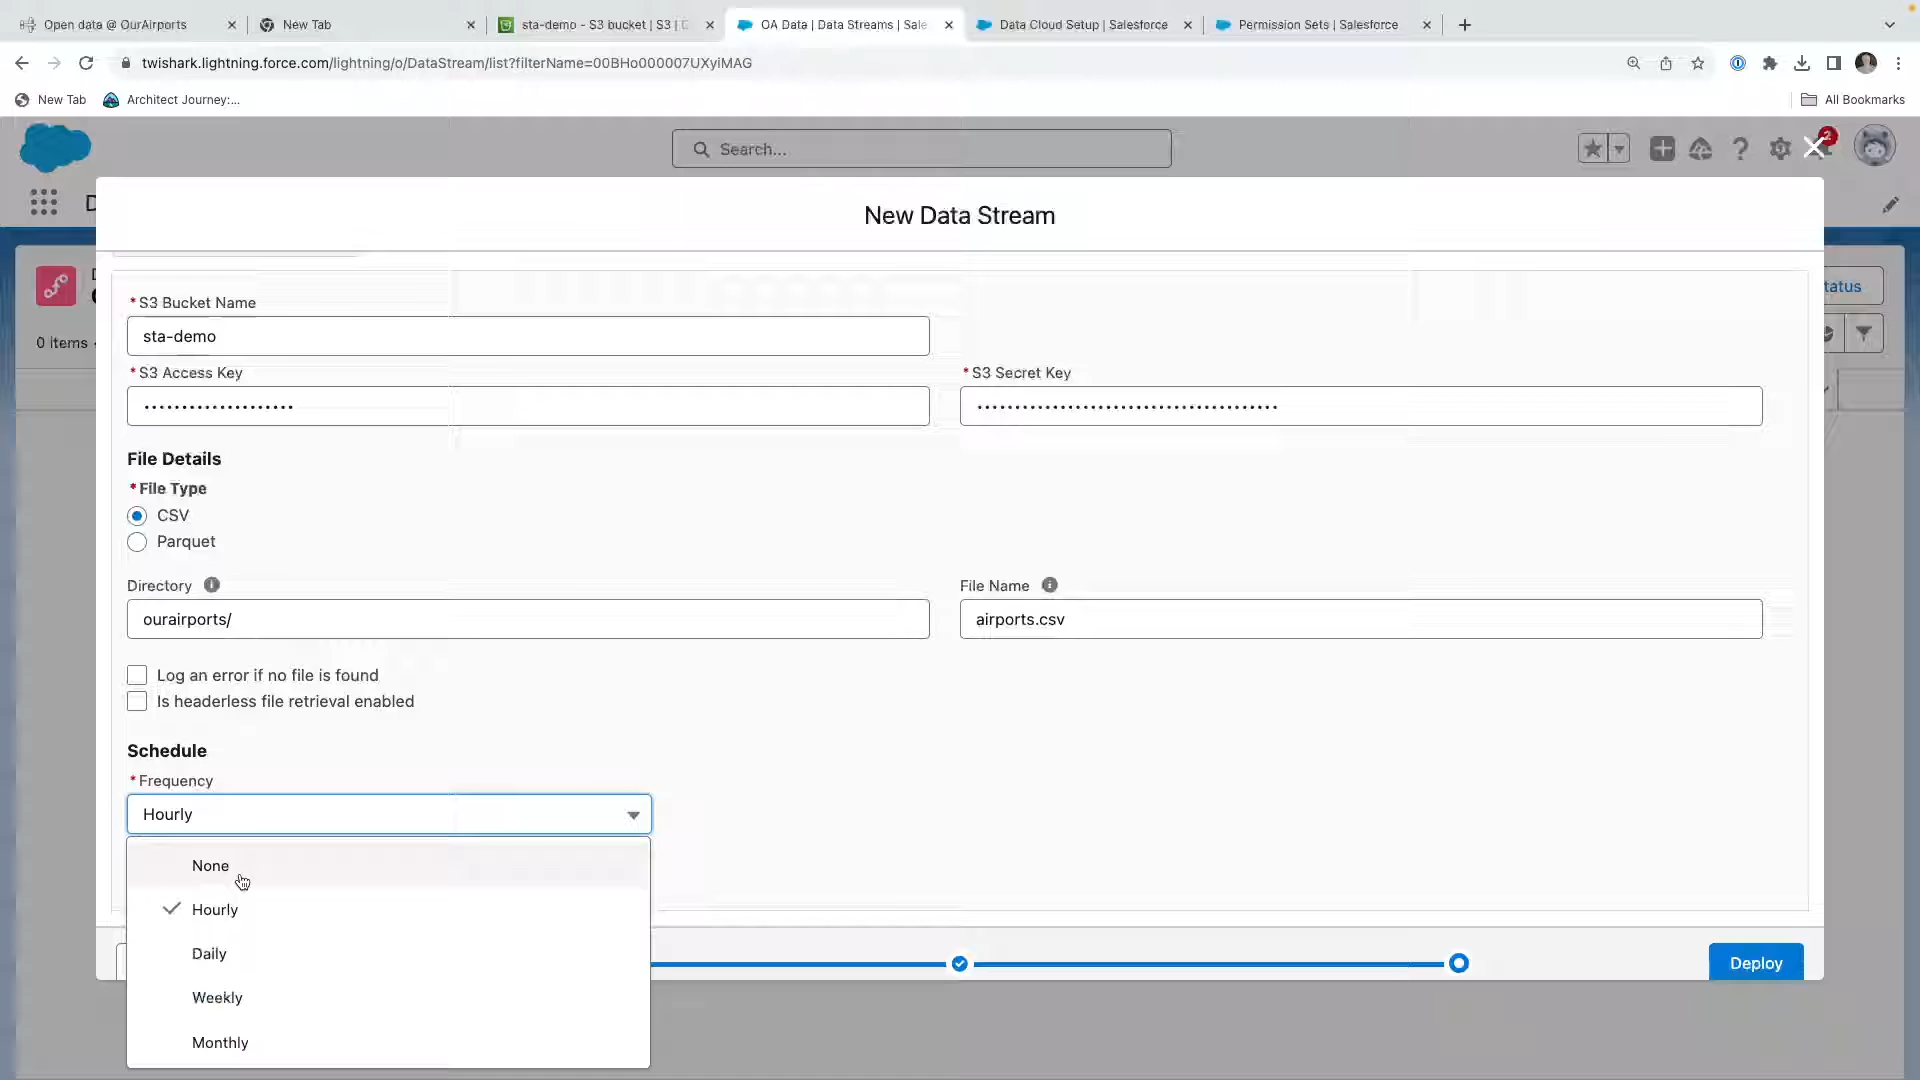 Open data @ OurAirports
New Tab
sta-demo - S3 bucket | S3 |
OA Data | Data Streams | Sale
Data Cloud Setup | Salesforce
Permission Sets | Salesforce
twishark.lightning.force.com/lightning/o/DataStream/list?filterName=00BHo000007UXyiMAG
New Tab
Architect Journey:...
All Bookmarks
Search...
2
New Data Stream
tatus
0 items
* S3 Bucket Name
sta-demo
* S3 Access Key
* S3 Secret Key
••••••••••••••••••••
••••••••••••••••••••••••••••••••••••••••
File Details
* File Type
CSV
Parquet
Directory
File Name
ourairports/
airports.csv
Log an error if no file is found
Is headerless file retrieval enabled
Schedule
* Frequency
Hourly
None
Hourly
Daily
Weekly
Monthly
Deploy